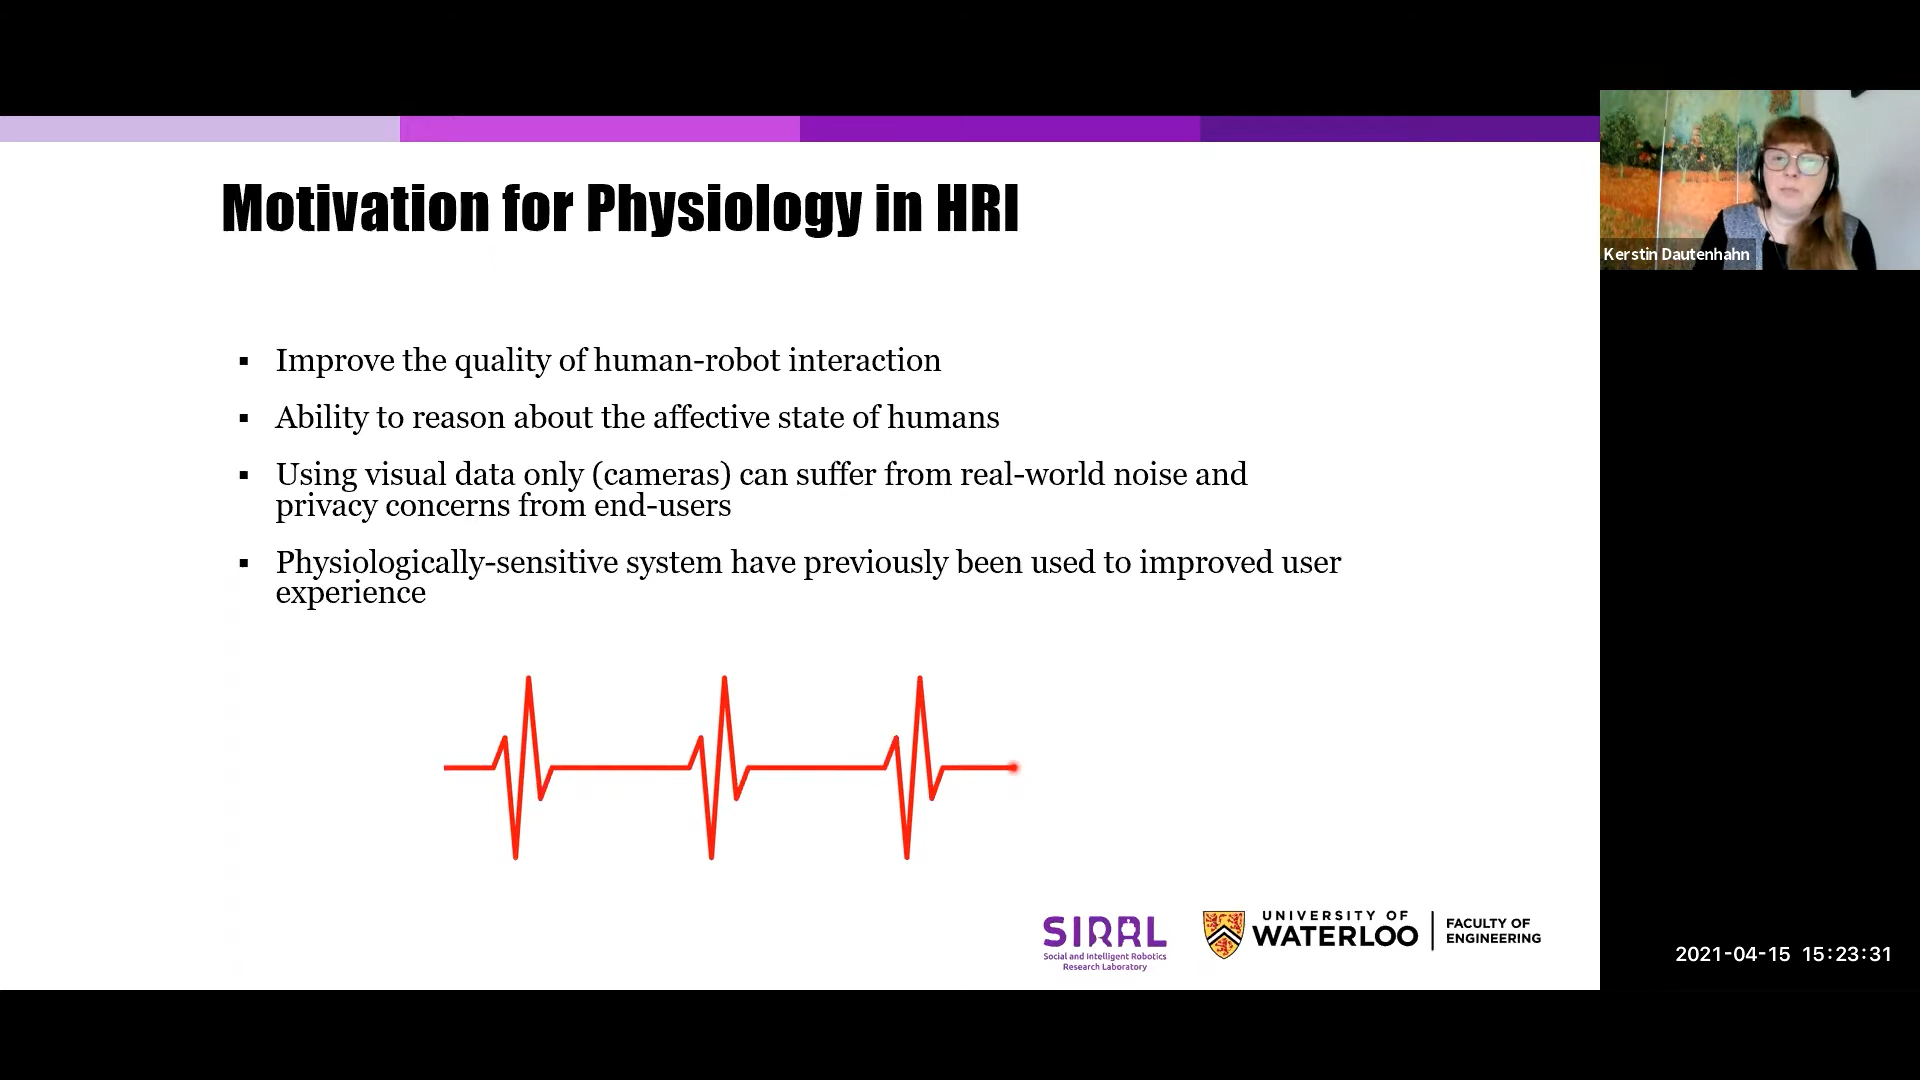 Motivation for Physiology in HRI
Kerstin Dautenhahn
▪ Improve the quality of human-robot interaction
▪ Ability to reason about the affective state of humans
▪ Using visual data only (cameras) can suffer from real-world noise and
privacy concerns from end-users
▪ Physiologically-sensitive system have previously been used to improved user
experience
SIRRL
Social and Intelligent Robotics
Research Laboratory
UNIVERSITY OF
WATERLOO
FACULTY OF
ENGINEERING
2021-04-15 15:23:31